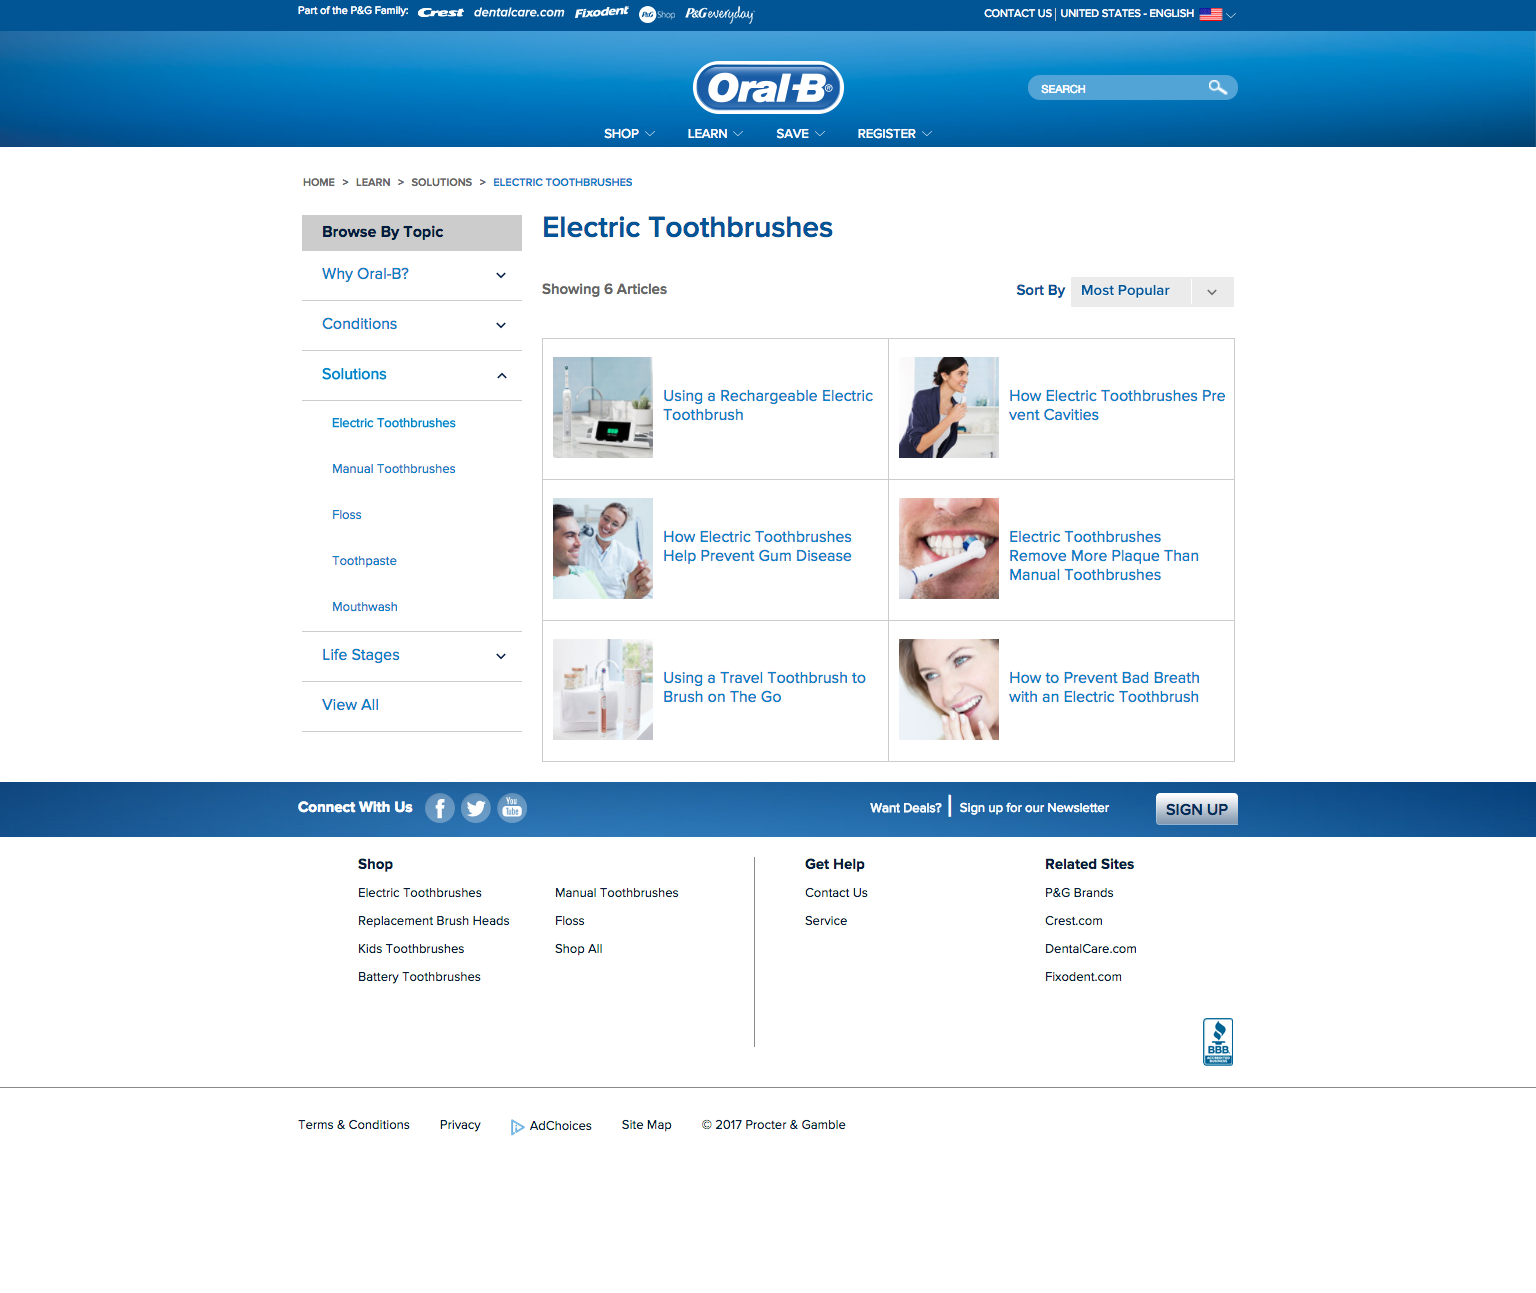 Part of the P&G Family: Crest dentalcare.com Fixodent P&G Shop P&G everyday
CONTACT US | UNITED STATES - ENGLISH
Oral-B®
SEARCH
SHOP LEARN SAVE REGISTER
HOME > LEARN > SOLUTIONS > ELECTRIC TOOTHBRUSHES
Browse By Topic
Why Oral-B?
Conditions
Solutions
Electric Toothbrushes
Manual Toothbrushes
Floss
Toothpaste
Mouthwash
Life Stages
View All
Electric Toothbrushes
Showing 6 Articles
Sort By Most Popular
Using a Rechargeable Electric
Toothbrush
How Electric Toothbrushes Pre
vent Cavities
How Electric Toothbrushes
Help Prevent Gum Disease
Electric Toothbrushes
Remove More Plaque Than
Manual Toothbrushes
Using a Travel Toothbrush to
Brush on The Go
How to Prevent Bad Breath
with an Electric Toothbrush
Connect With Us
You
Tube
Want Deals? | Sign up for our Newsletter
SIGN UP
Shop
Electric Toothbrushes
Replacement Brush Heads
Kids Toothbrushes
Battery Toothbrushes
Manual Toothbrushes
Floss
Shop All
Get Help
Contact Us
Service
Related Sites
P&G Brands
Crest.com
DentalCare.com
Fixodent.com
BBB.
ACCREDITED
BUSINESS
Terms & Conditions Privacy AdChoices Site Map © 2017 Procter & Gamble